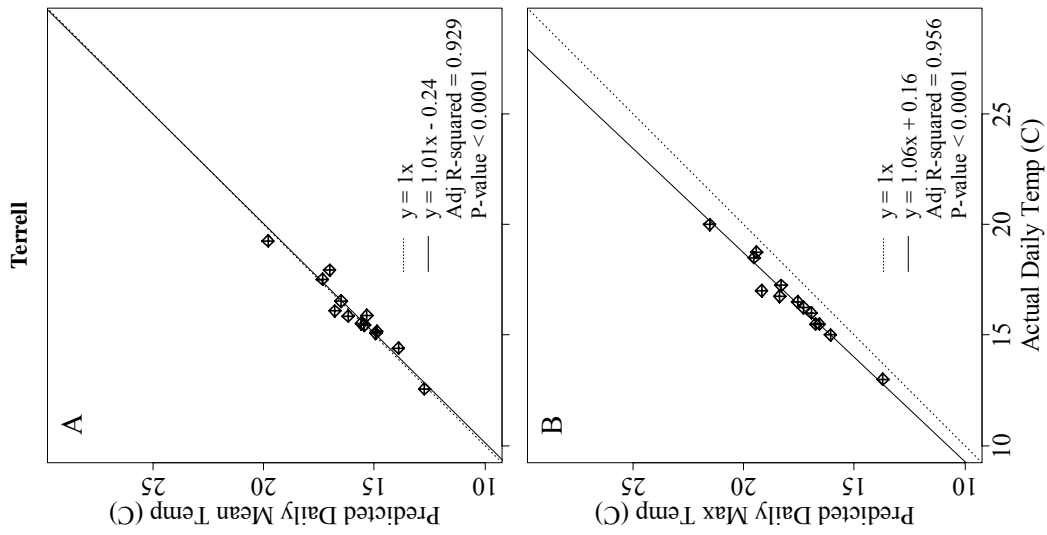 Terrell
A
25
20
15
10
Predicted Daily Mean Temp (C)
y = 1x
y = 1.01x - 0.24
Adj R-squared = 0.929
P-value < 0.0001
B
25
20
15
10
Predicted Daily Max Temp (C)
y = 1x
y = 1.06x + 0.16
Adj R-squared = 0.956
P-value < 0.0001
10
15
20
25
Actual Daily Temp (C)